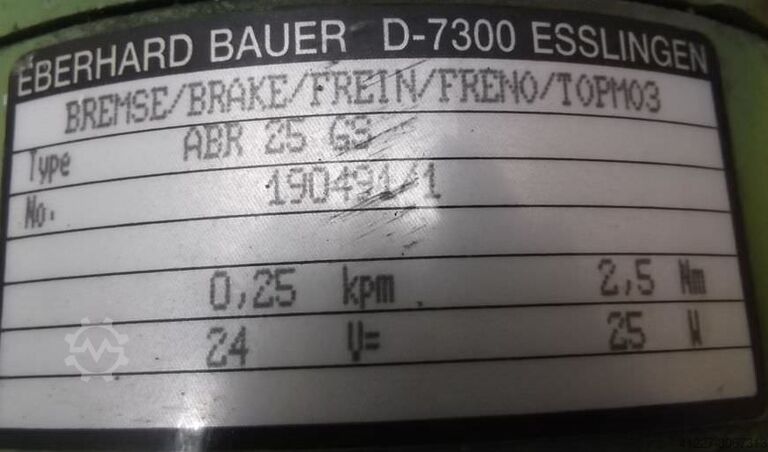 EBERHARD BAUER D-7300 ESSLINGEN
BREMSE/BRAKE/FREIN/FRENO/TOPMO3
Type ABR 25 GS
No. 190491/1
0,25 kpm 2,5 Nm
24 V= 25 W